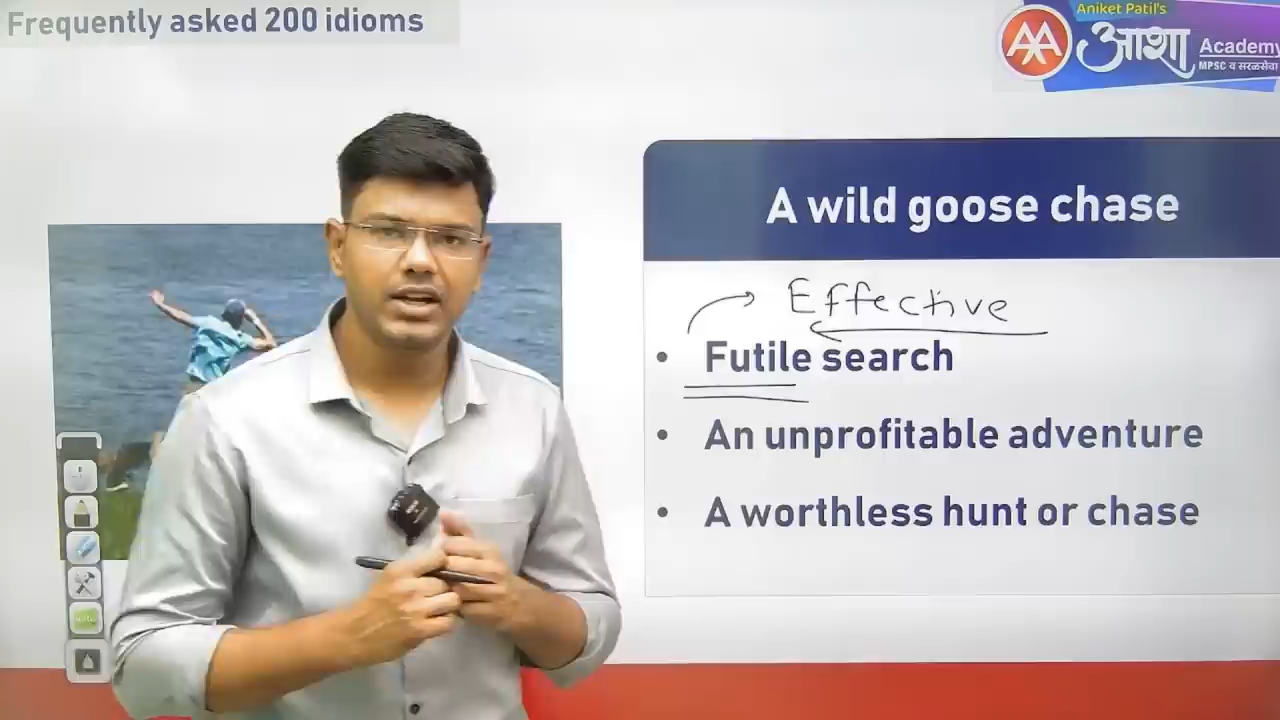 Frequently asked 200 idioms
Aniket Patil's
आशा Academy
MPSC व सरळसेवा
A wild goose chase
Effective
• Futile search
• An unprofitable adventure
• A worthless hunt or chase